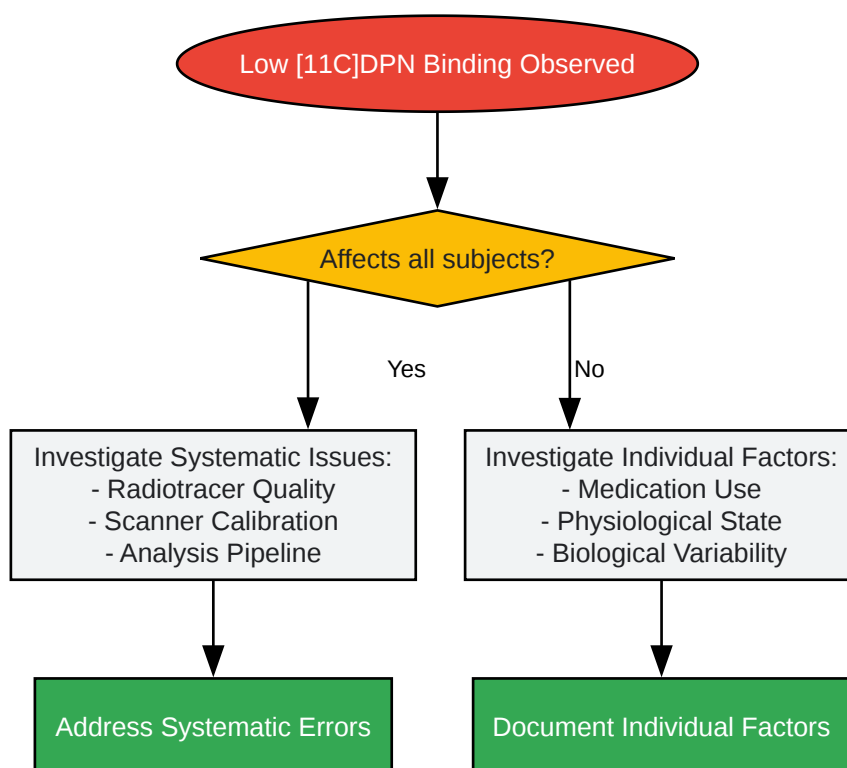 Low [11C]DPN Binding Observed
Affects all subjects?
Yes
No
Investigate Systematic Issues:
- Radiotracer Quality
- Scanner Calibration
- Analysis Pipeline
Investigate Individual Factors:
- Medication Use
- Physiological State
- Biological Variability
Address Systematic Errors
Document Individual Factors